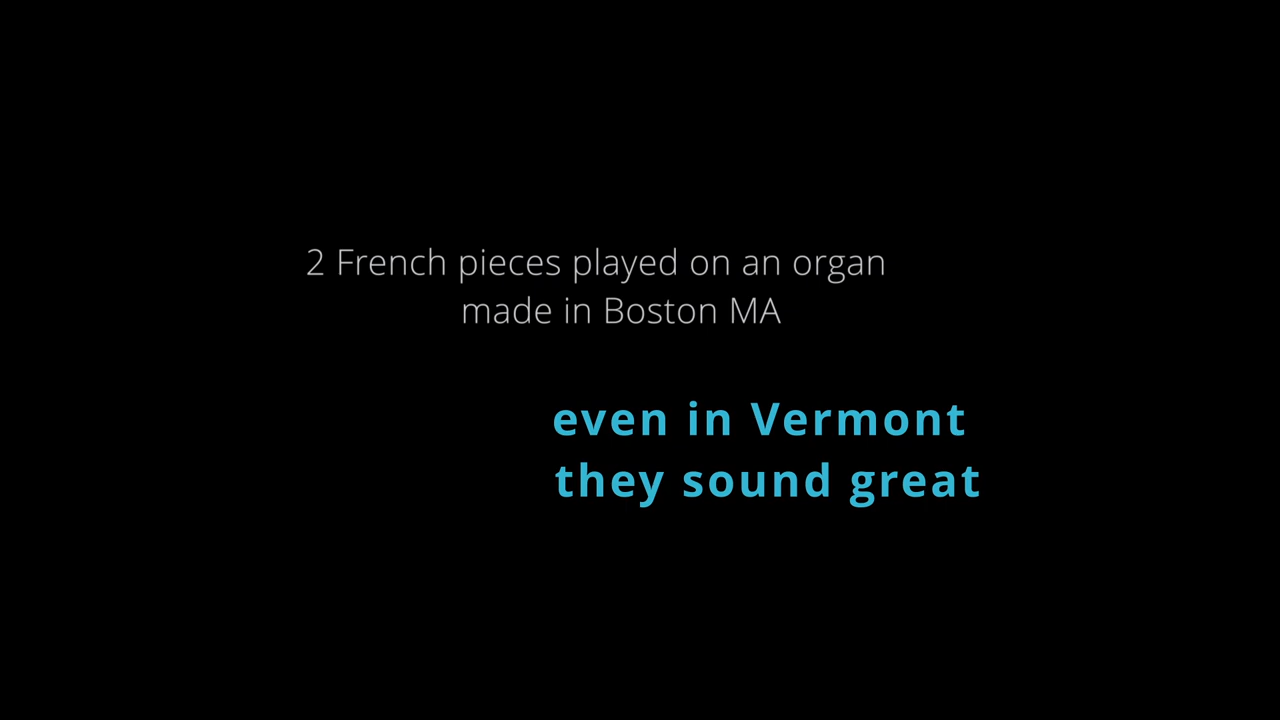 2 French pieces played on an organ
made in Boston MA
even in Vermont
they sound great